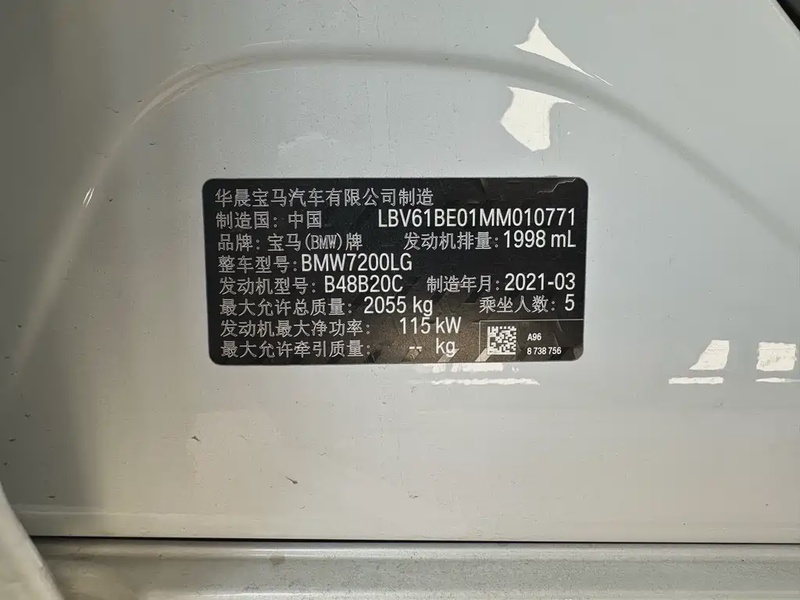 华晨宝马汽车有限公司制造
制造国: 中国 LBV61BE01MM010771
品牌: 宝马(BMW)牌 发动机排量: 1998 mL
整车型号: BMW7200LG
发动机型号: B48B20C 制造年月: 2021-03
最大允许总质量: 2055 kg 乘坐人数: 5
发动机最大净功率: 115 kW
最大允许牵引质量: -- kg
A96
8 738 756